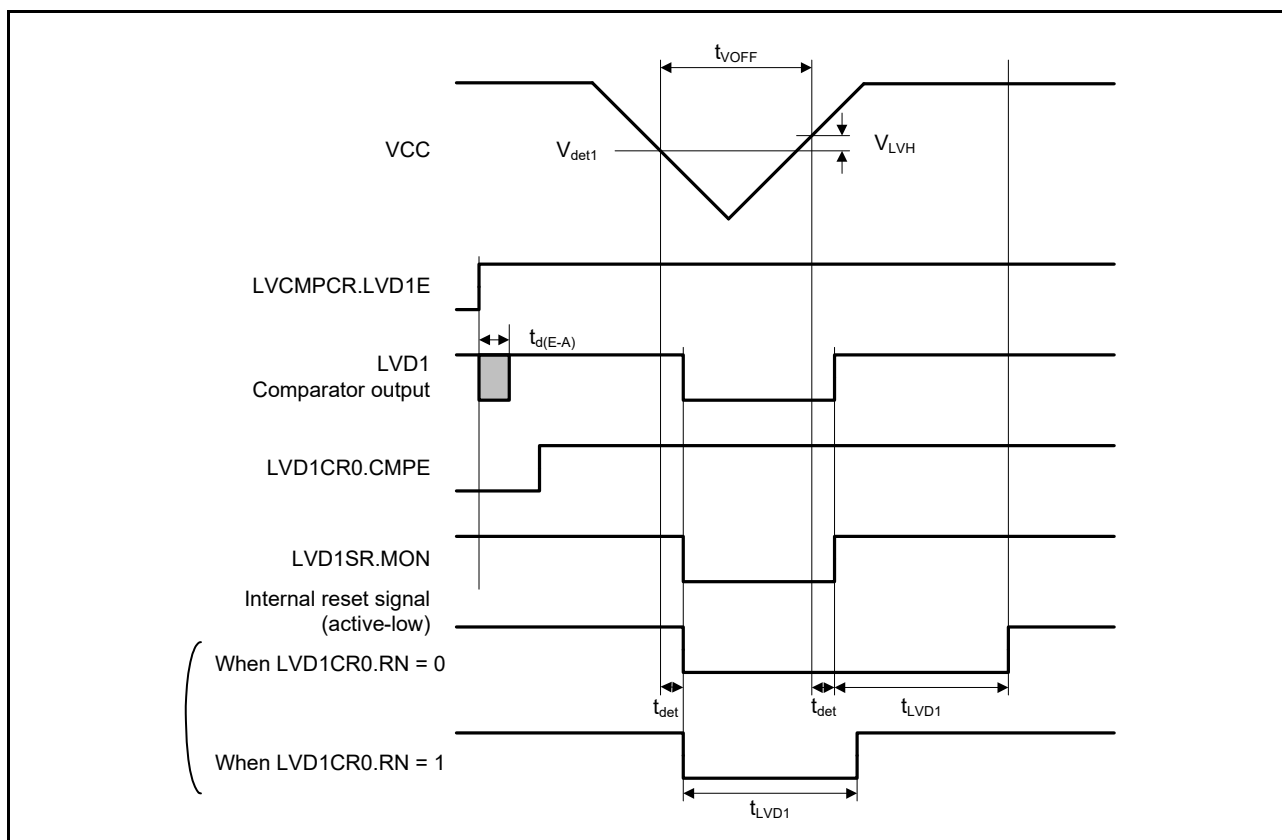 tVOFF
VCC
Vdet1
VLVH
LVCMPCR.LVD1E
td(E-A)
LVD1
Comparator output
LVD1CR0.CMPE
LVD1SR.MON
Internal reset signal
(active-low)
When LVD1CR0.RN = 0
tdet
tdet
tLVD1
When LVD1CR0.RN = 1
tLVD1